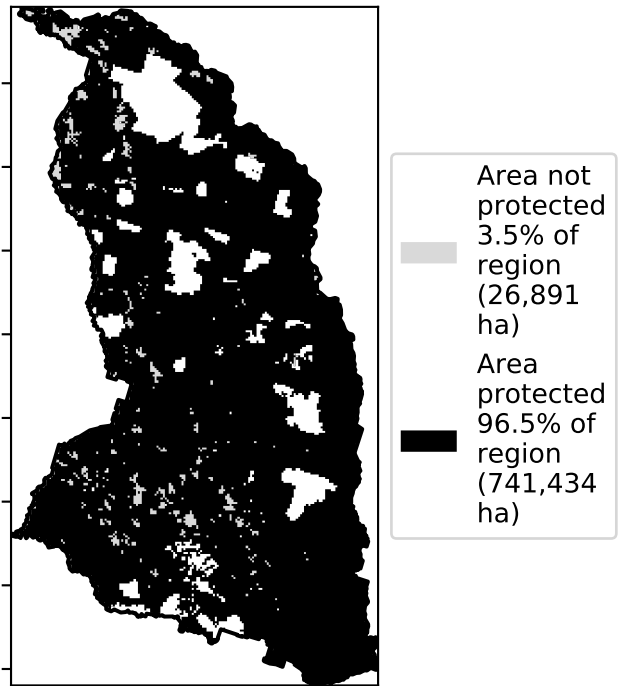 Area not
protected
3.5% of
region
(26,891
ha)
Area
protected
96.5% of
region
(741,434
ha)